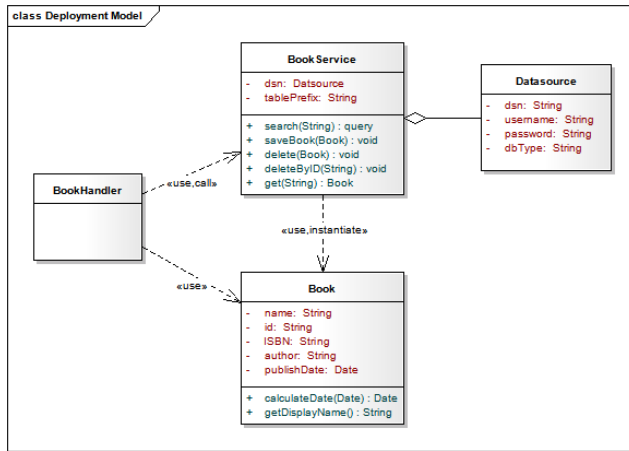 class Deployment Model
BookService
- dsn: Datsource
- tablePrefix: String
+ search(String) : query
+ saveBook(Book) : void
+ delete(Book) : void
+ deleteByID(String) : void
+ get(String) : Book
Datasource
- dsn: String
- username: String
- password: String
- dbType: String
BookHandler
«use,call»
«use,instantiate»
«use»
Book
- name: String
- id: String
- ISBN: String
- author: String
- publishDate: Date
+ calculateDate(Date) : Date
+ getDisplayName() : String